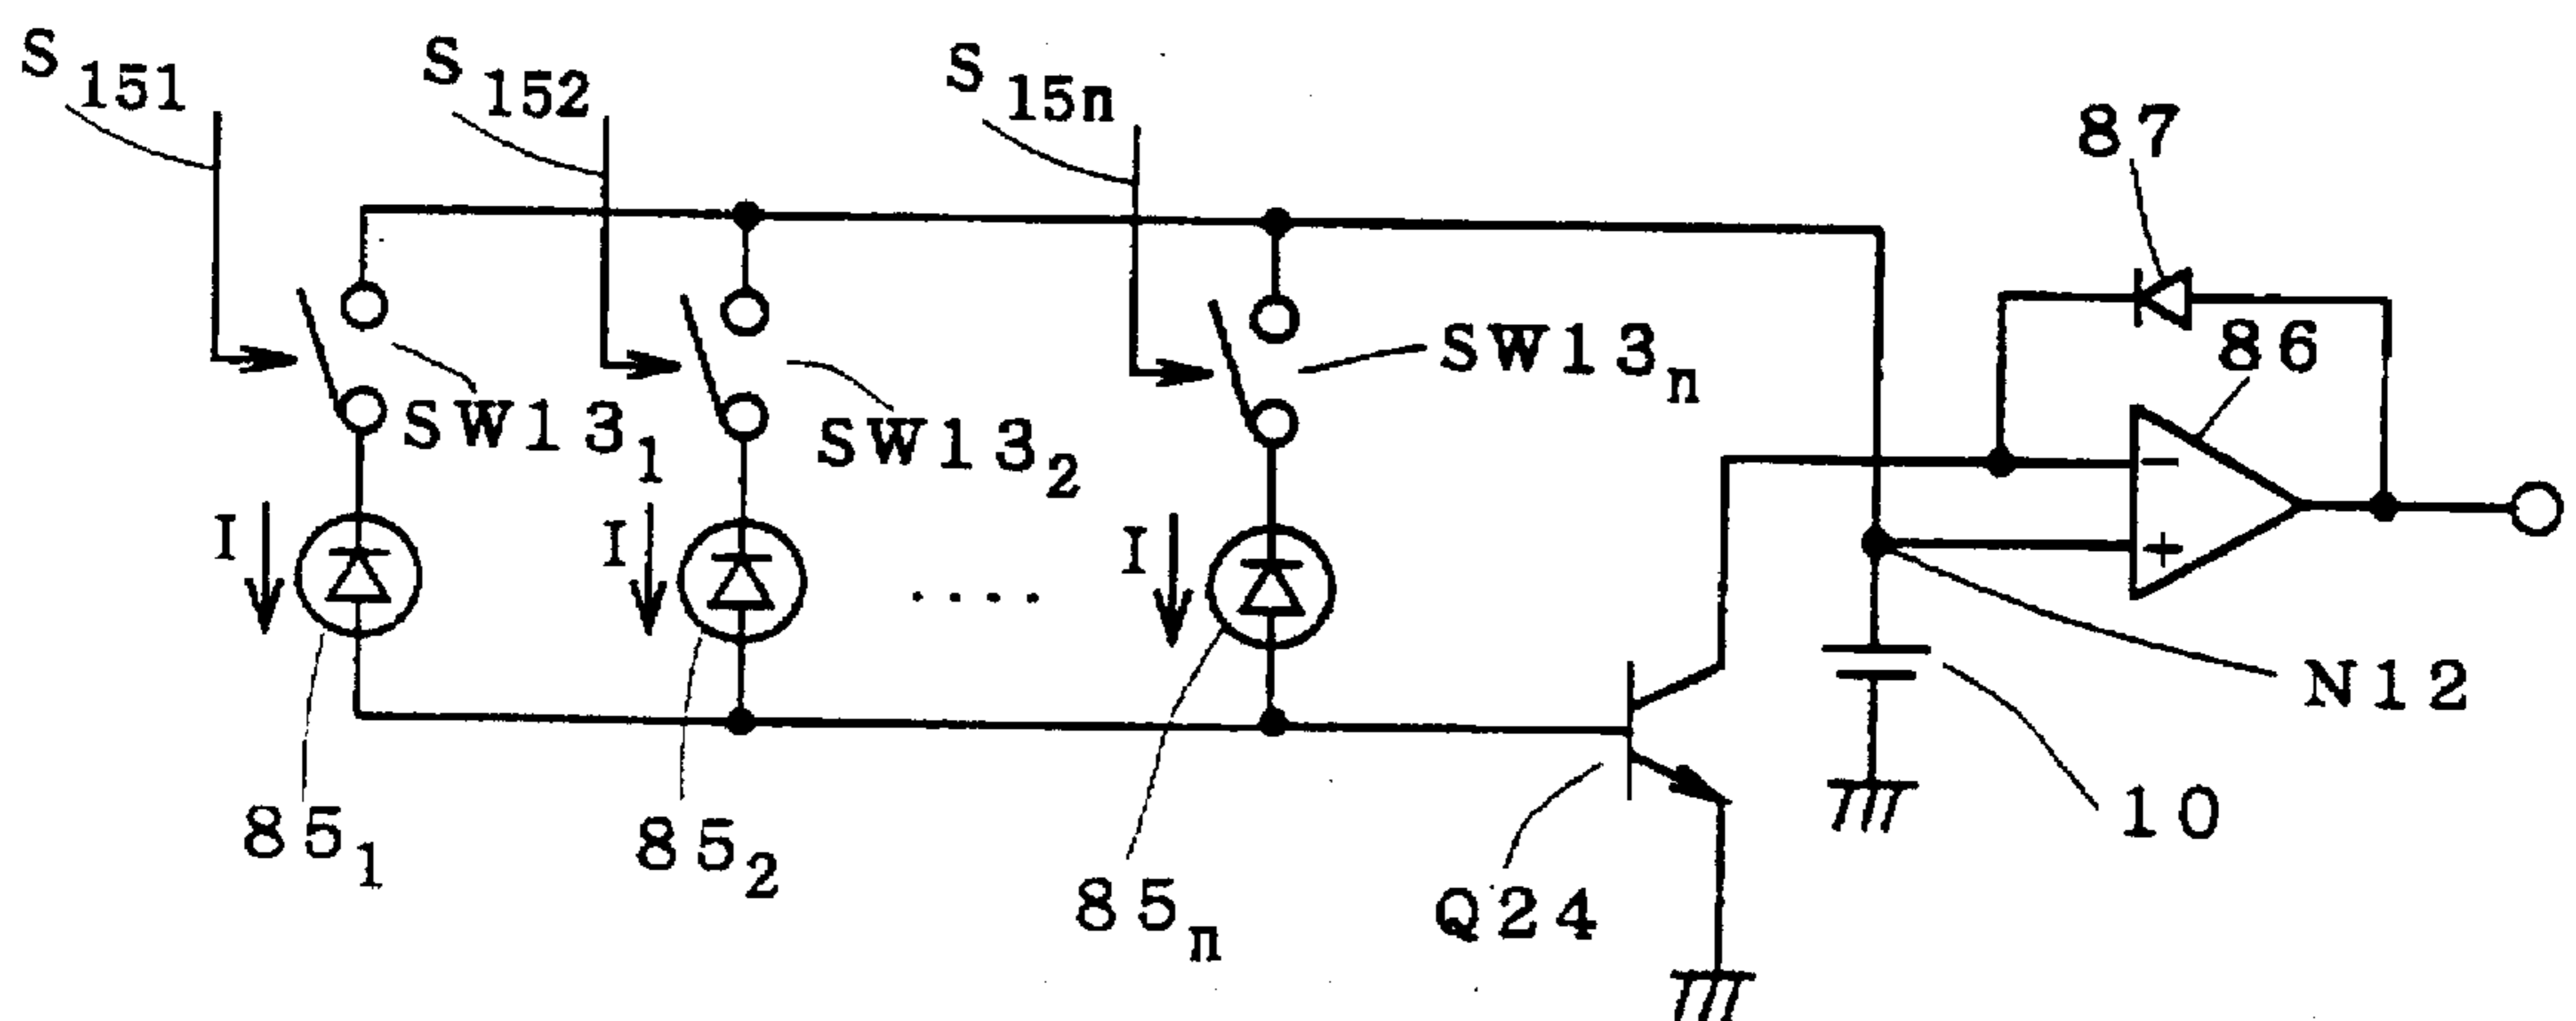 S151
S152
S15n
87
86
SW131
SW132
SW13n
I
I
I
....
−
+
N12
851
852
85n
Q24
10